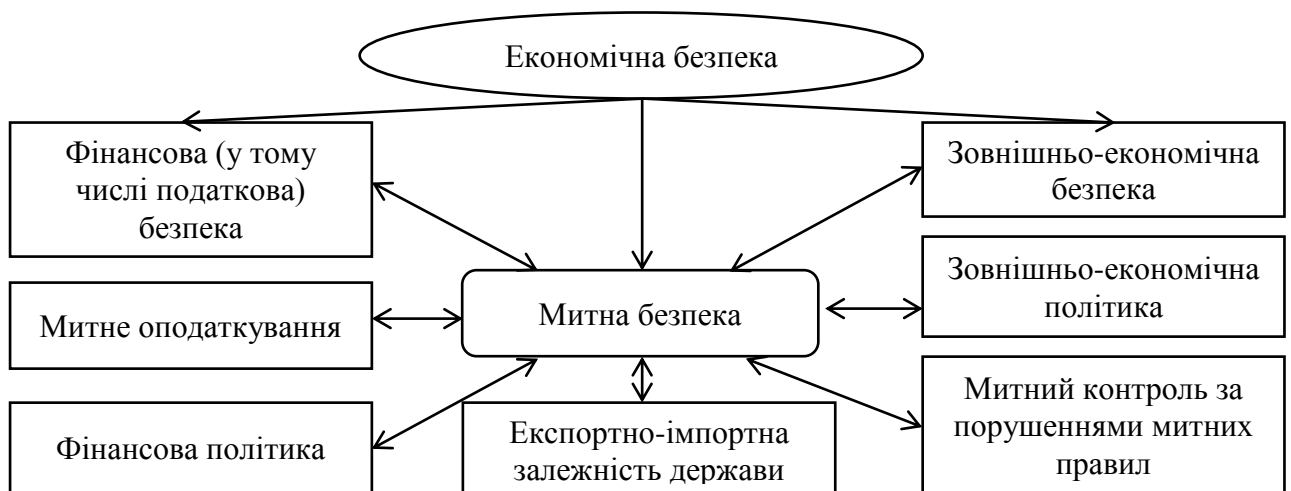 Економічна безпека
Фінансова (у тому
числі податкова)
безпека
Зовнішньо-економічна
безпека
Митне оподаткування
Митна безпека
Зовнішньо-економічна
політика
Фінансова політика
Експортно-імпортна
залежність держави
Митний контроль за
порушеннями митних
правил